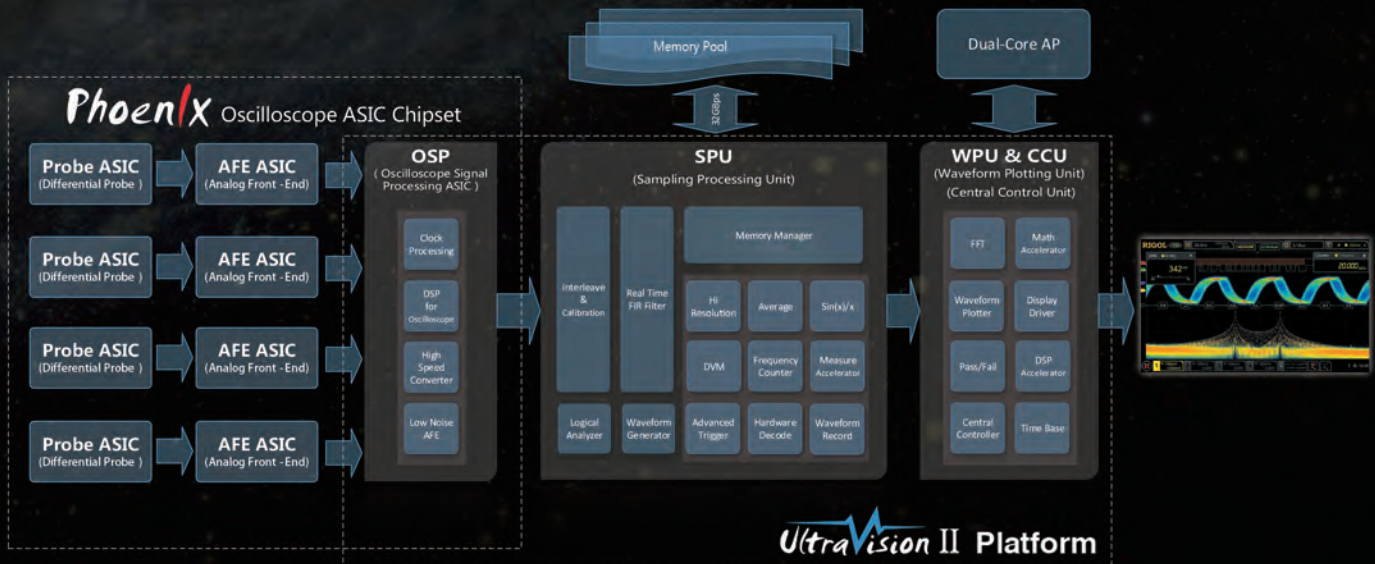 Memory Pool
Dual-Core AP
32GBps
Phoenix Oscilloscope ASIC Chipset
Probe ASIC
(Differential Probe )
AFE ASIC
(Analog Front -End)
Probe ASIC
(Differential Probe )
AFE ASIC
(Analog Front -End)
Probe ASIC
(Differential Probe )
AFE ASIC
(Analog Front -End)
Probe ASIC
(Differential Probe )
AFE ASIC
(Analog Front -End)
OSP
( Oscilloscope Signal
Processing ASIC )
Clock
Processing
DSP
for
Oscilloscope
High
Speed
Converter
Low Noise
AFE
SPU
(Sampling Processing Unit)
Interleave
&
Calibration
Real Time
FIR Filter
Memory Manager
Hi
Resolution
Average
Sin(x)/x
DVM
Frequency
Counter
Measure
Accelerator
Logical
Analyzer
Waveform
Generator
Advanced
Trigger
Hardware
Decode
Waveform
Record
WPU & CCU
(Waveform Plotting Unit)
(Central Control Unit)
FFT
Math
Accelerator
Waveform
Plotter
Display
Driver
Pass/Fail
DSP
Accelerator
Central
Controller
Time Base
RIGOL
342
20.000
UltraVision II Platform